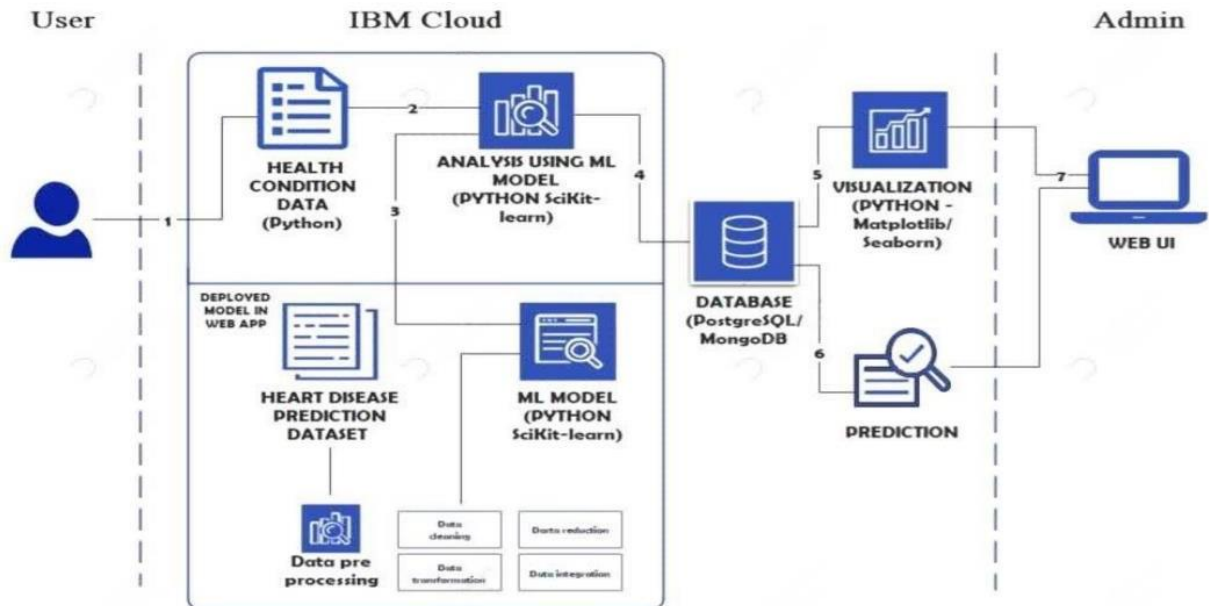 User
IBM Cloud
Admin
1
2
3
4
5
6
7
HEALTH
CONDITION
DATA
(Python)
ANALYSIS USING ML
MODEL
(PYTHON SciKit-
learn)
VISUALIZATION
(PYTHON -
Matplotlib/
Seaborn)
WEB UI
DATABASE
(PostgreSQL/
MongoDB
DEPLOYED
MODEL IN
WEB APP
HEART DISEASE
PREDICTION
DATASET
ML MODEL
(PYTHON
SciKit-learn)
PREDICTION
Data pre
processing
Data
cleaning
Darta reduction
Data
transformation
Data integration